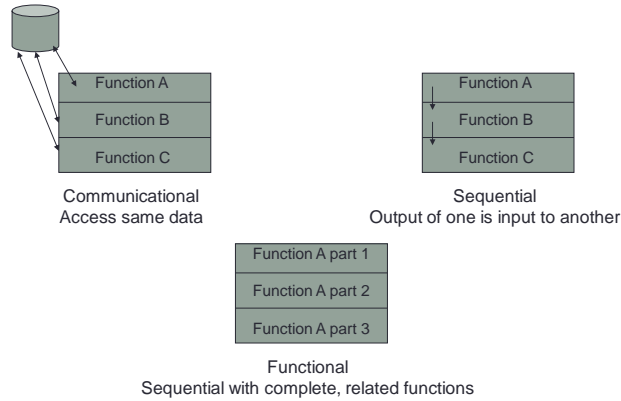 Function A
Function B
Function C
Communicational
Access same data
Function A
Function B
Function C
Sequential
Output of one is input to another
Function A part 1
Function A part 2
Function A part 3
Functional
Sequential with complete, related functions